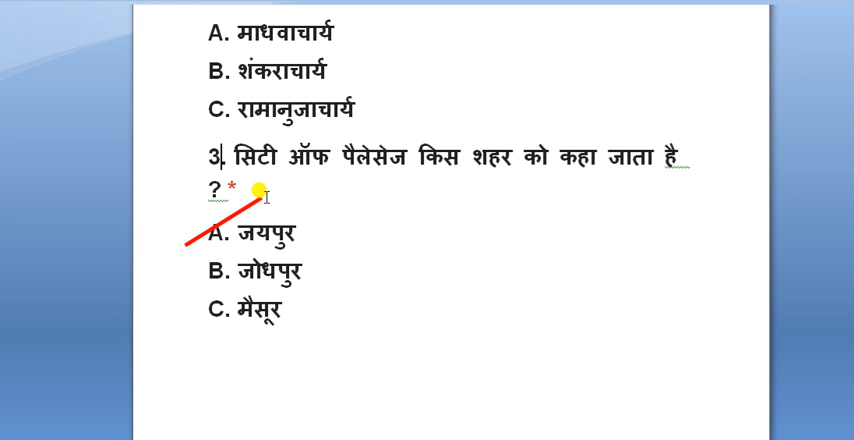 A. माधवाचार्य
B. शंकराचार्य
C. रामानुजाचार्य
3. सिटी ऑफ पैलेसेज किस शहर को कहा जाता है
? *
A. जयपुर
B. जोधपुर
C. मैसूर